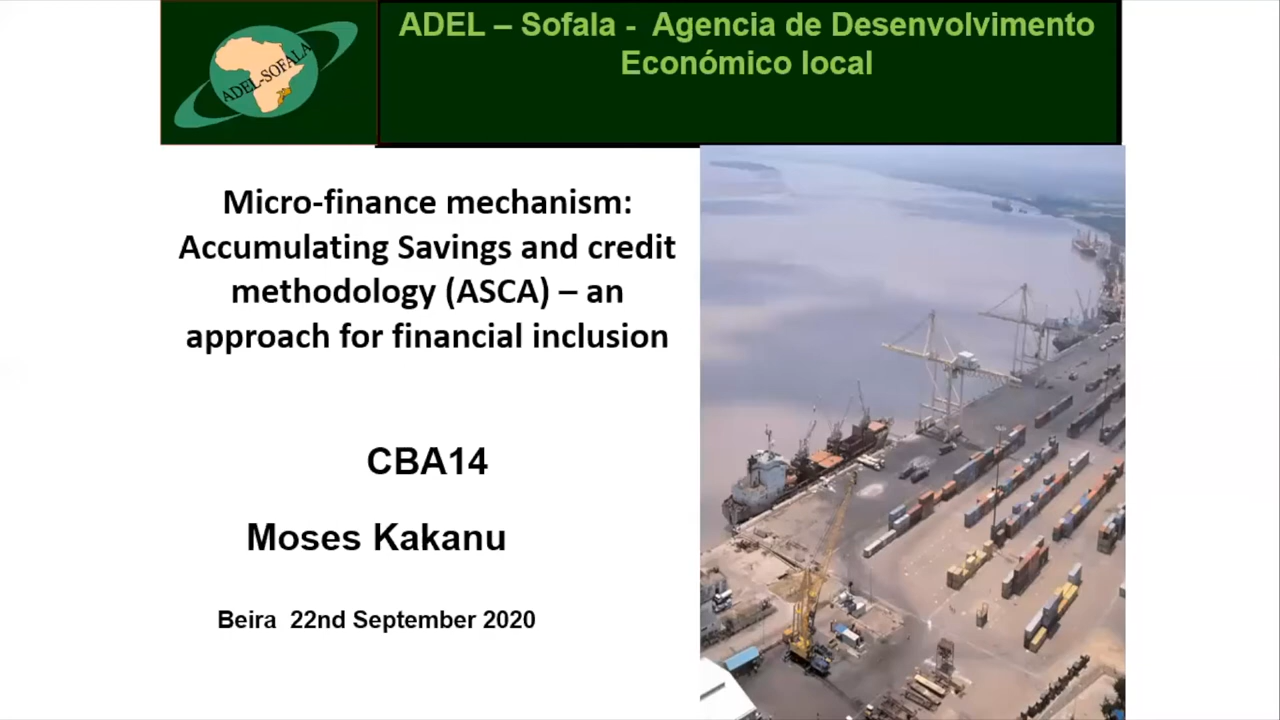 ADEL-SOFALA
ADEL – Sofala -  Agencia de Desenvolvimento
Económico local
Micro-finance mechanism:
Accumulating Savings and credit
methodology (ASCA) – an
approach for financial inclusion
CBA14
Moses Kakanu
Beira  22nd September 2020